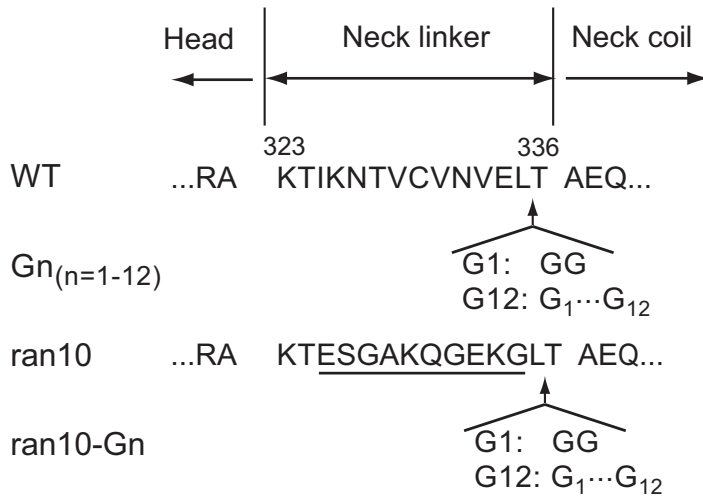 Head Neck linker Neck coil
323 336
WT ...RA KTIKNTVCVNVELT AEQ...
G1: GG
Gn(n=1-12)
G12: G1···G12
ran10 ...RA KTESGAKQGEKGLT AEQ...
G1: GG
ran10-Gn
G12: G1···G12